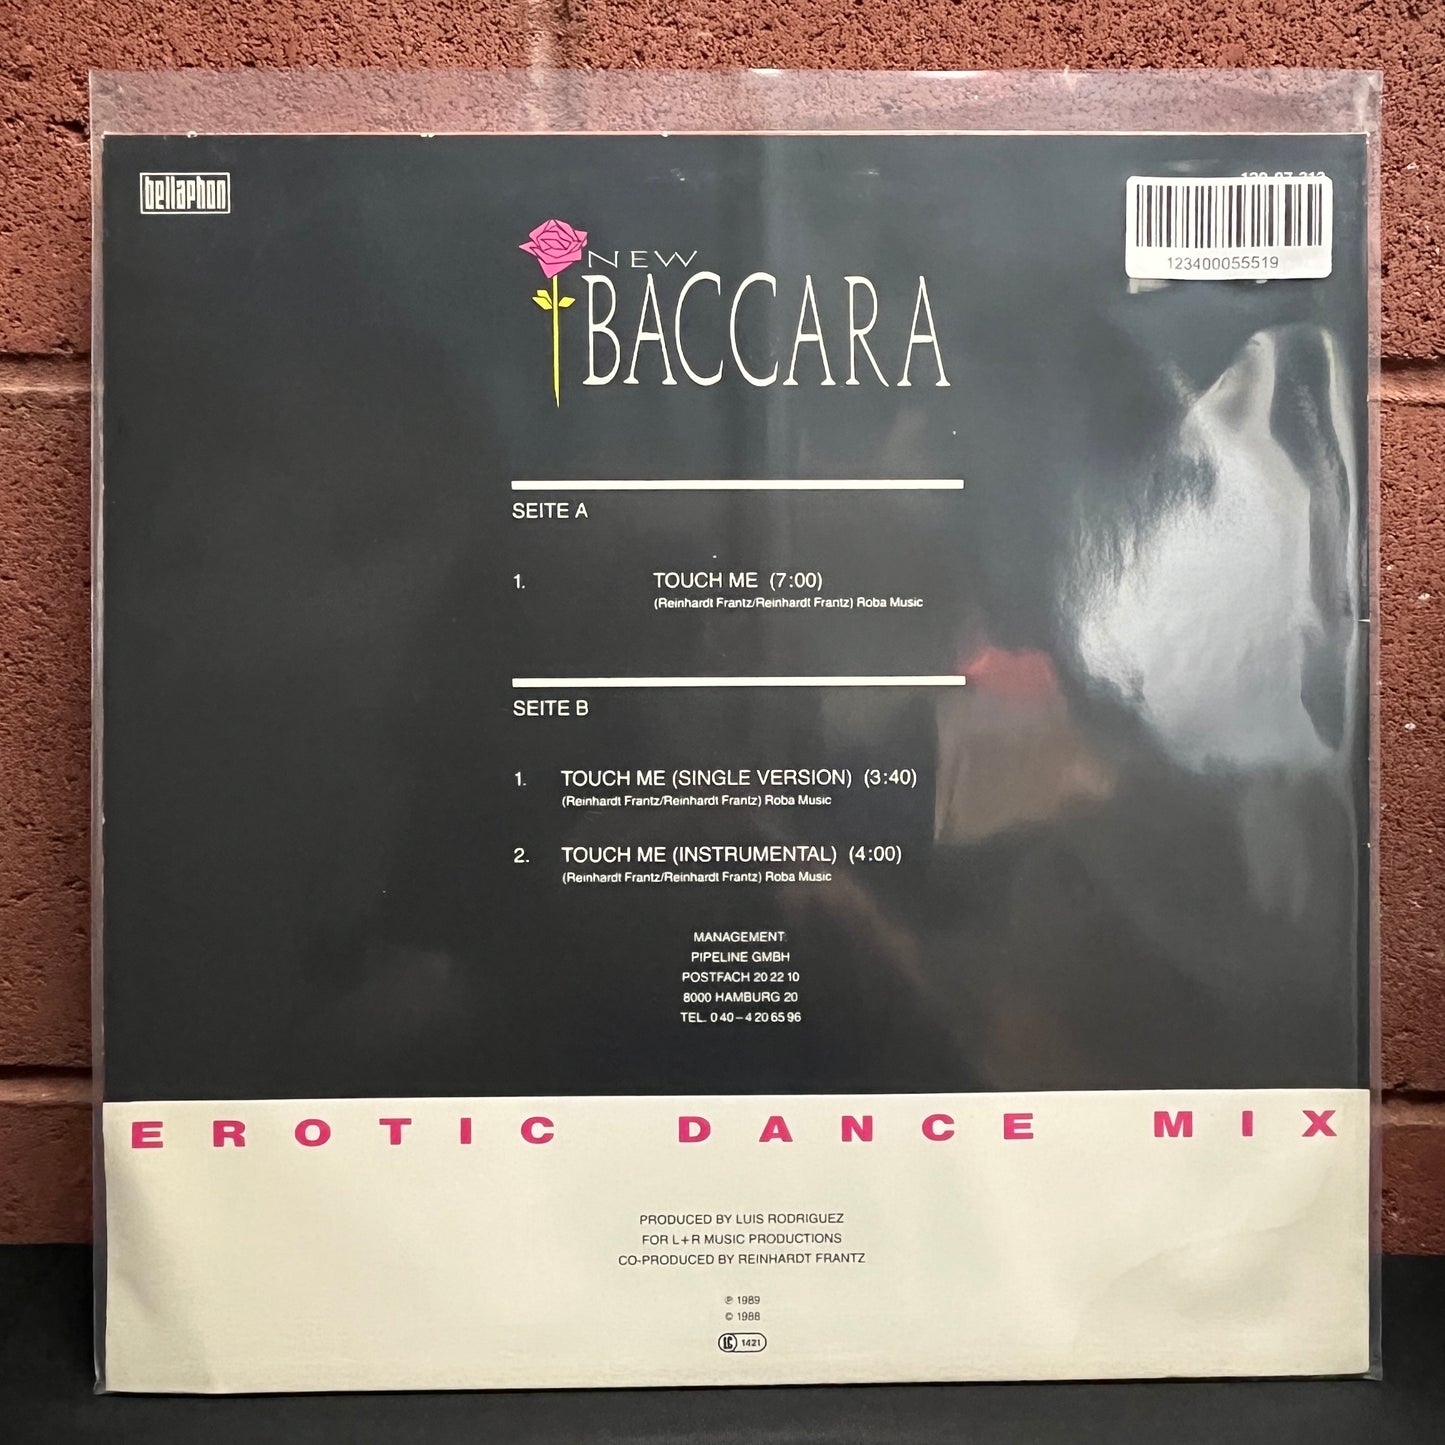 bellaphon
123400055519
NEW
BACCARA
SEITE A
1. TOUCH ME (7:00)
(Reinhardt Frantz/Reinhardt Frantz) Roba Music
SEITE B
1. TOUCH ME (SINGLE VERSION) (3:40)
(Reinhardt Frantz/Reinhardt Frantz) Roba Music
2. TOUCH ME (INSTRUMENTAL) (4:00)
(Reinhardt Frantz/Reinhardt Frantz) Roba Music
MANAGEMENT:
PIPELINE GMBH
POSTFACH 20 22 10
8000 HAMBURG 20
TEL. 0 40 – 4 20 65 96
EROTIC DANCE MIX
PRODUCED BY LUIS RODRIGUEZ
FOR L+R MUSIC PRODUCTIONS
CO-PRODUCED BY REINHARDT FRANTZ
℗ 1989
© 1988
LC 1421